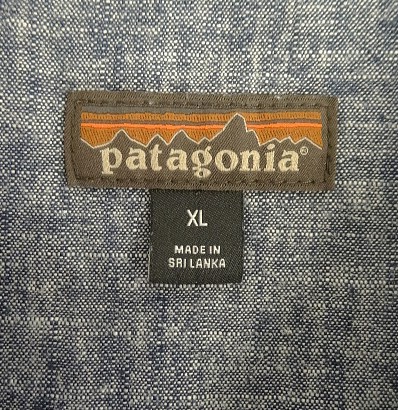 patagonia®
XL
MADE IN
SRI LANKA